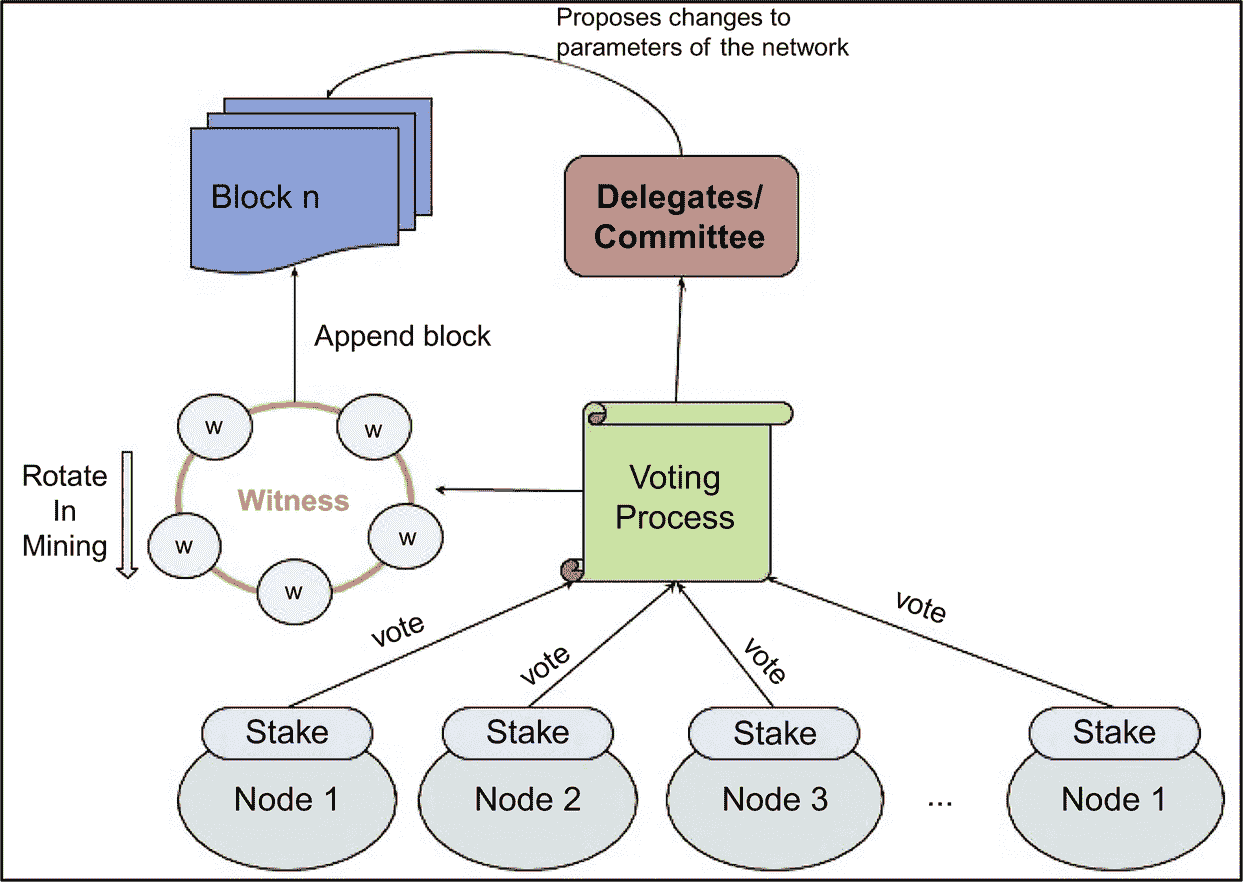 Proposes changes to
parameters of the network
Block n
Delegates/
Committee
Append block
w
w
Rotate
In
Mining
Witness
w
w
w
Voting
Process
vote
vote
vote
vote
Stake
Stake
Stake
Stake
Node 1
Node 2
Node 3
...
Node 1